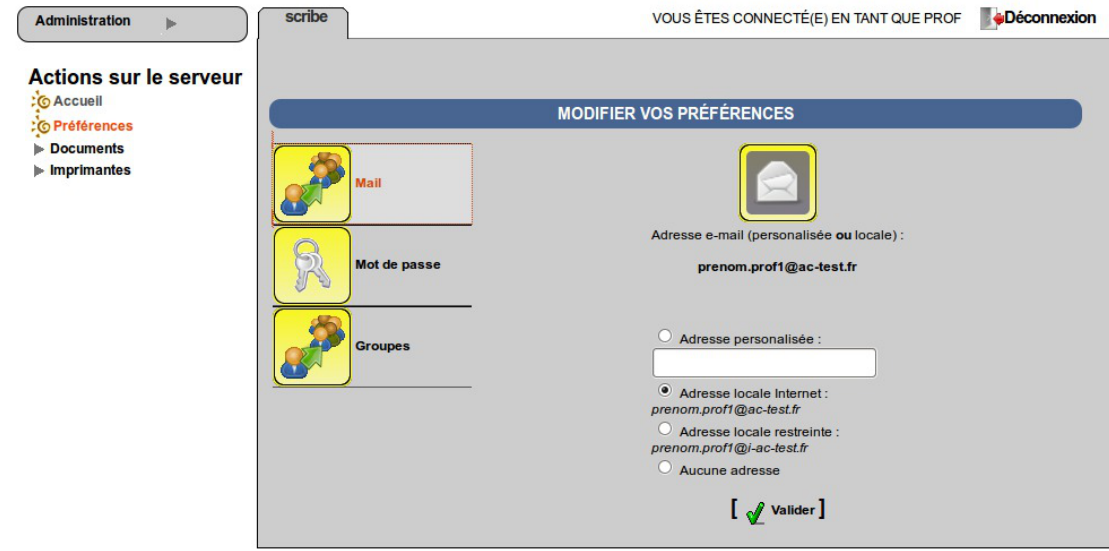 Administration
scribe
VOUS ÊTES CONNECTÉ(E) EN TANT QUE PROF
Déconnexion
Actions sur le serveur
Accueil
Préférences
Documents
Imprimantes
MODIFIER VOS PRÉFÉRENCES
Mail
Mot de passe
Groupes
Adresse e-mail (personalisée ou locale) :
prenom.prof1@ac-test.fr
Adresse personalisée :
Adresse locale Internet :
prenom.prof1@ac-test.fr
Adresse locale restreinte :
prenom.prof1@i-ac-test.fr
Aucune adresse
[ Valider ]